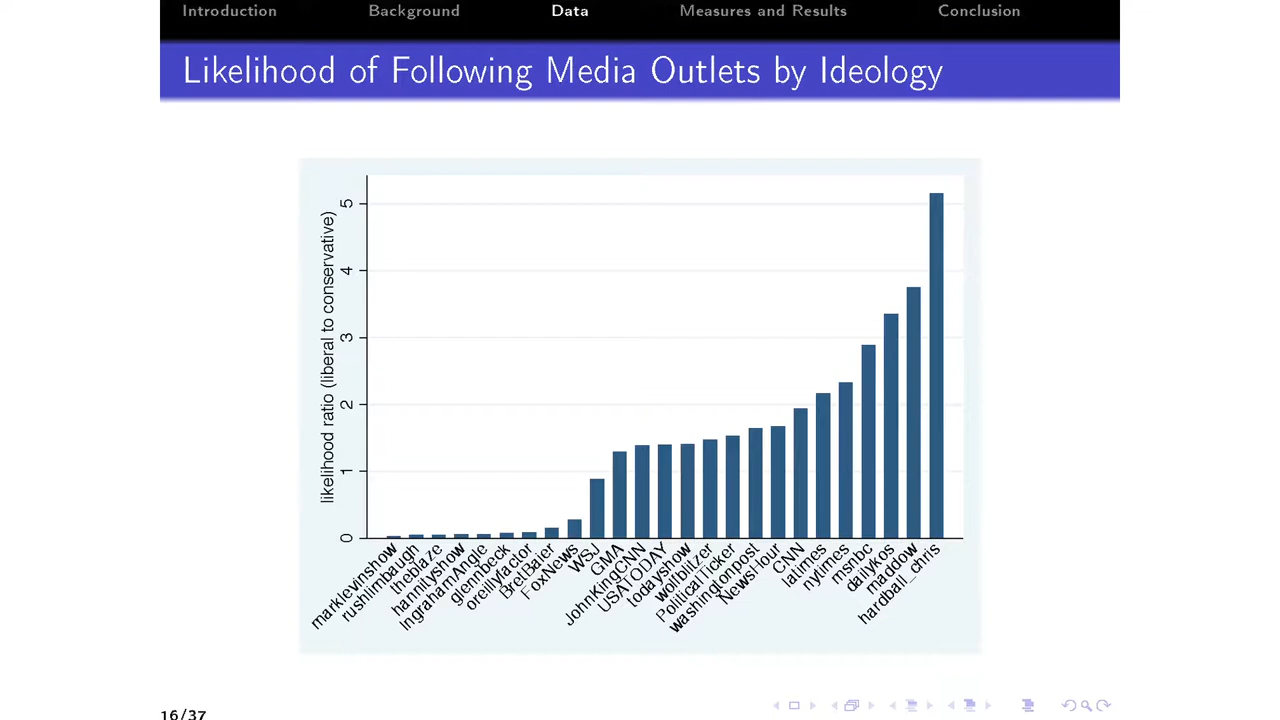 Introduction Background Data Measures and Results Conclusion
Likelihood of Following Media Outlets by Ideology
likelihood ratio (liberal to conservative)
5
4
3
2
1
0
marklevinshow
rushlimbaugh
theblaze
hannityshow
IngrahamAngle
glennbeck
oreillyfactor
BretBaier
FoxNews
WSJ
GMA
JohnKingCNN
USATODAY
todayshow
wolfblitzer
PoliticalTicker
washingtonpost
NewsHour
CNN
latimes
nytimes
msnbc
dailykos
maddow
hardball_chris
16/37